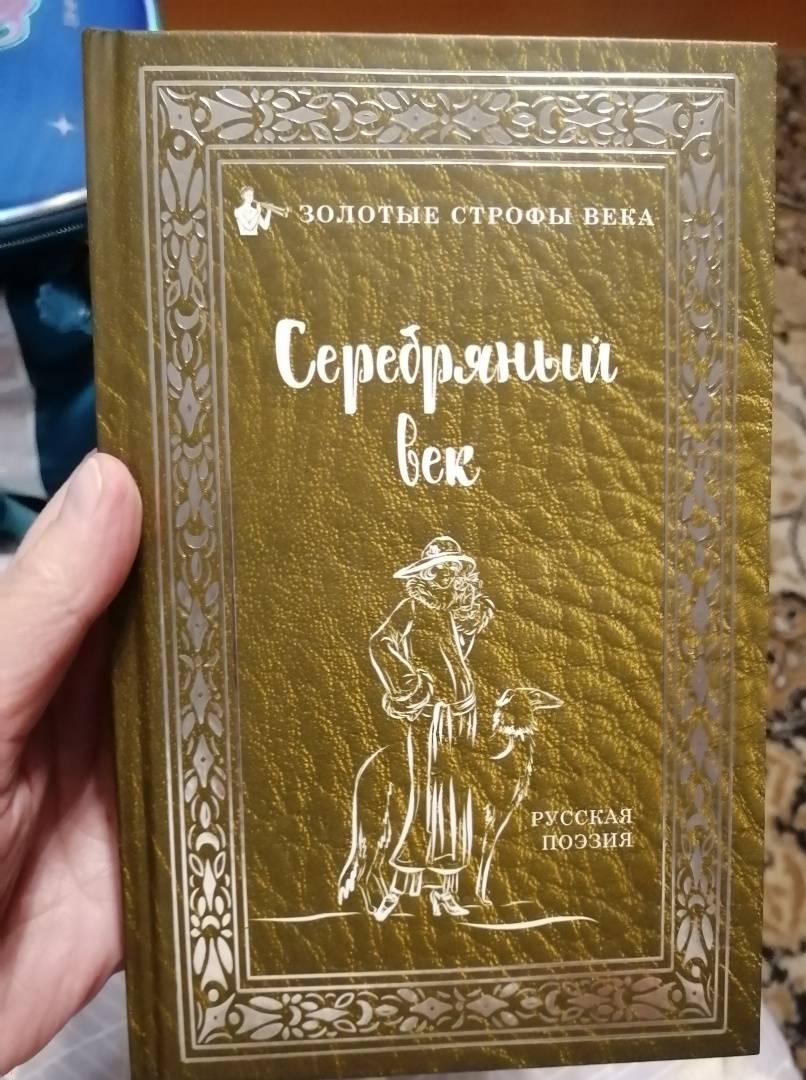 ЗОЛОТЫЕ СТРОФЫ ВЕКА
Серебряный
век
РУССКАЯ
ПОЭЗИЯ